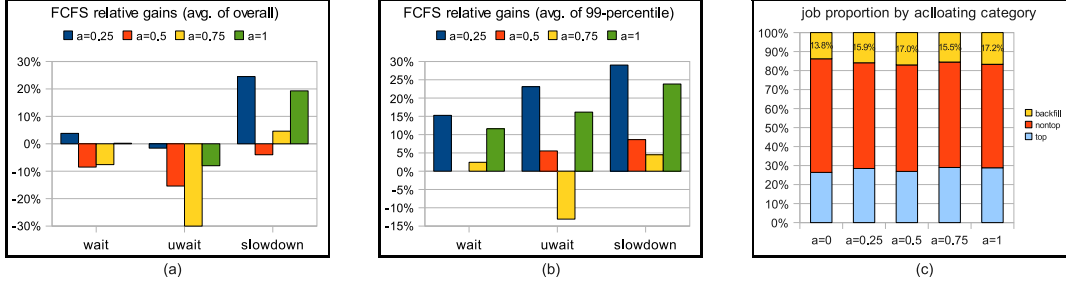 FCFS relative gains (avg. of overall)
a=0.25 a=0.5 a=0.75 a=1
30%
20%
10%
0%
-10%
-20%
-30%
wait uwait slowdown
(a)
FCFS relative gains (avg. of 99-percentile)
a=0.25 a=0.5 a=0.75 a=1
30%
25%
20%
15%
10%
5%
0%
-5%
-10%
-15%
wait uwait slowdown
(b)
job proportion by aclloating category
100%
90%
80%
70%
60%
50%
40%
30%
20%
10%
0%
13.8% 15.9% 17.0% 15.5% 17.2%
a=0 a=0.25 a=0.5 a=0.75 a=1
backfill
nontop
top
(c)